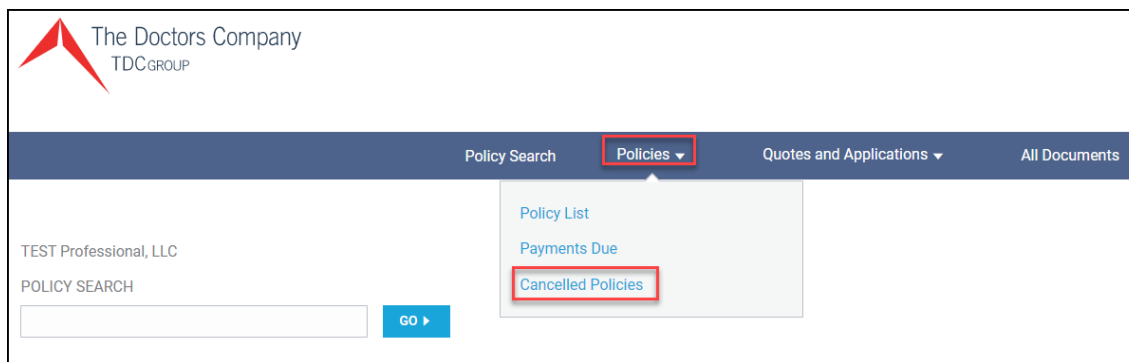 The Doctors Company
TDCGROUP
Policy Search Policies Quotes and Applications All Documents
Policy List
TEST Professional, LLC
Payments Due
POLICY SEARCH
Cancelled Policies
GO